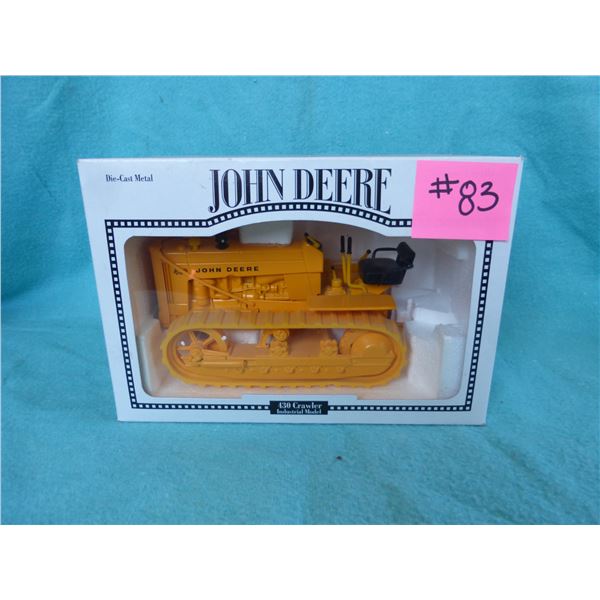 Die-Cast Metal
JOHN DEERE
#83
JOHN DEERE
430 Crawler
Industrial Model